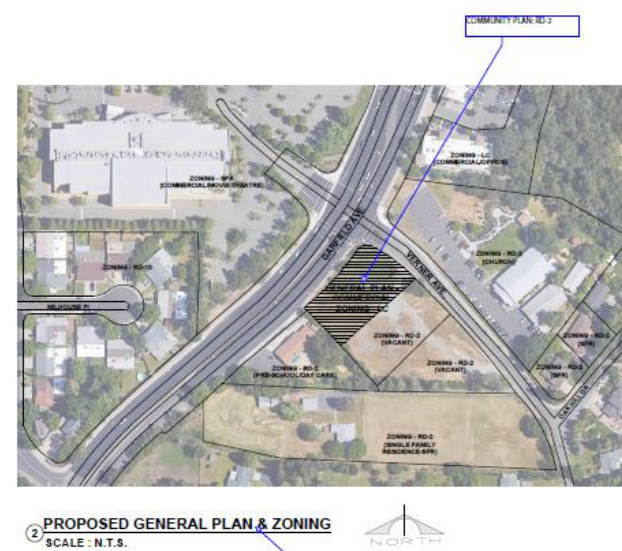 COMMUNITY PLAN: RD-2
ZONING - LC
(COMMERCIAL/OFFICE)
ZONING - SPA
(COMMERCIAL/MOVIE THEATRE)
GARFIELD AVE.
VERNER AVE.
ZONING - RD-2
(CHURCH)
ZONING - RD-10
MILHOUSE PL
GENERAL PLAN -
COMMERCIAL
ZONING - LC
ZONING - RD-2
(VACANT)
ZONING - RD-2
(VACANT)
ZONING - RD-2
(PRE-SCHOOL/DAY CARE)
ZONING - RD-2
(SFR)
ZONING - RD-2
(SFR)
ZONING - RD-2
(SINGLE FAMILY
RESIDENCE-SFR)
2 PROPOSED GENERAL PLAN & ZONING
SCALE : N.T.S.
NORTH